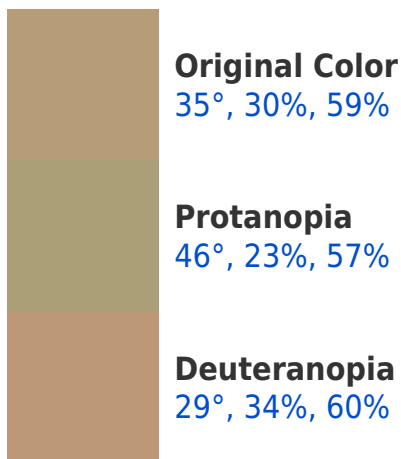 Original Color
35°, 30%, 59%
Protanopia
46°, 23%, 57%
Deuteranopia
29°, 34%, 60%